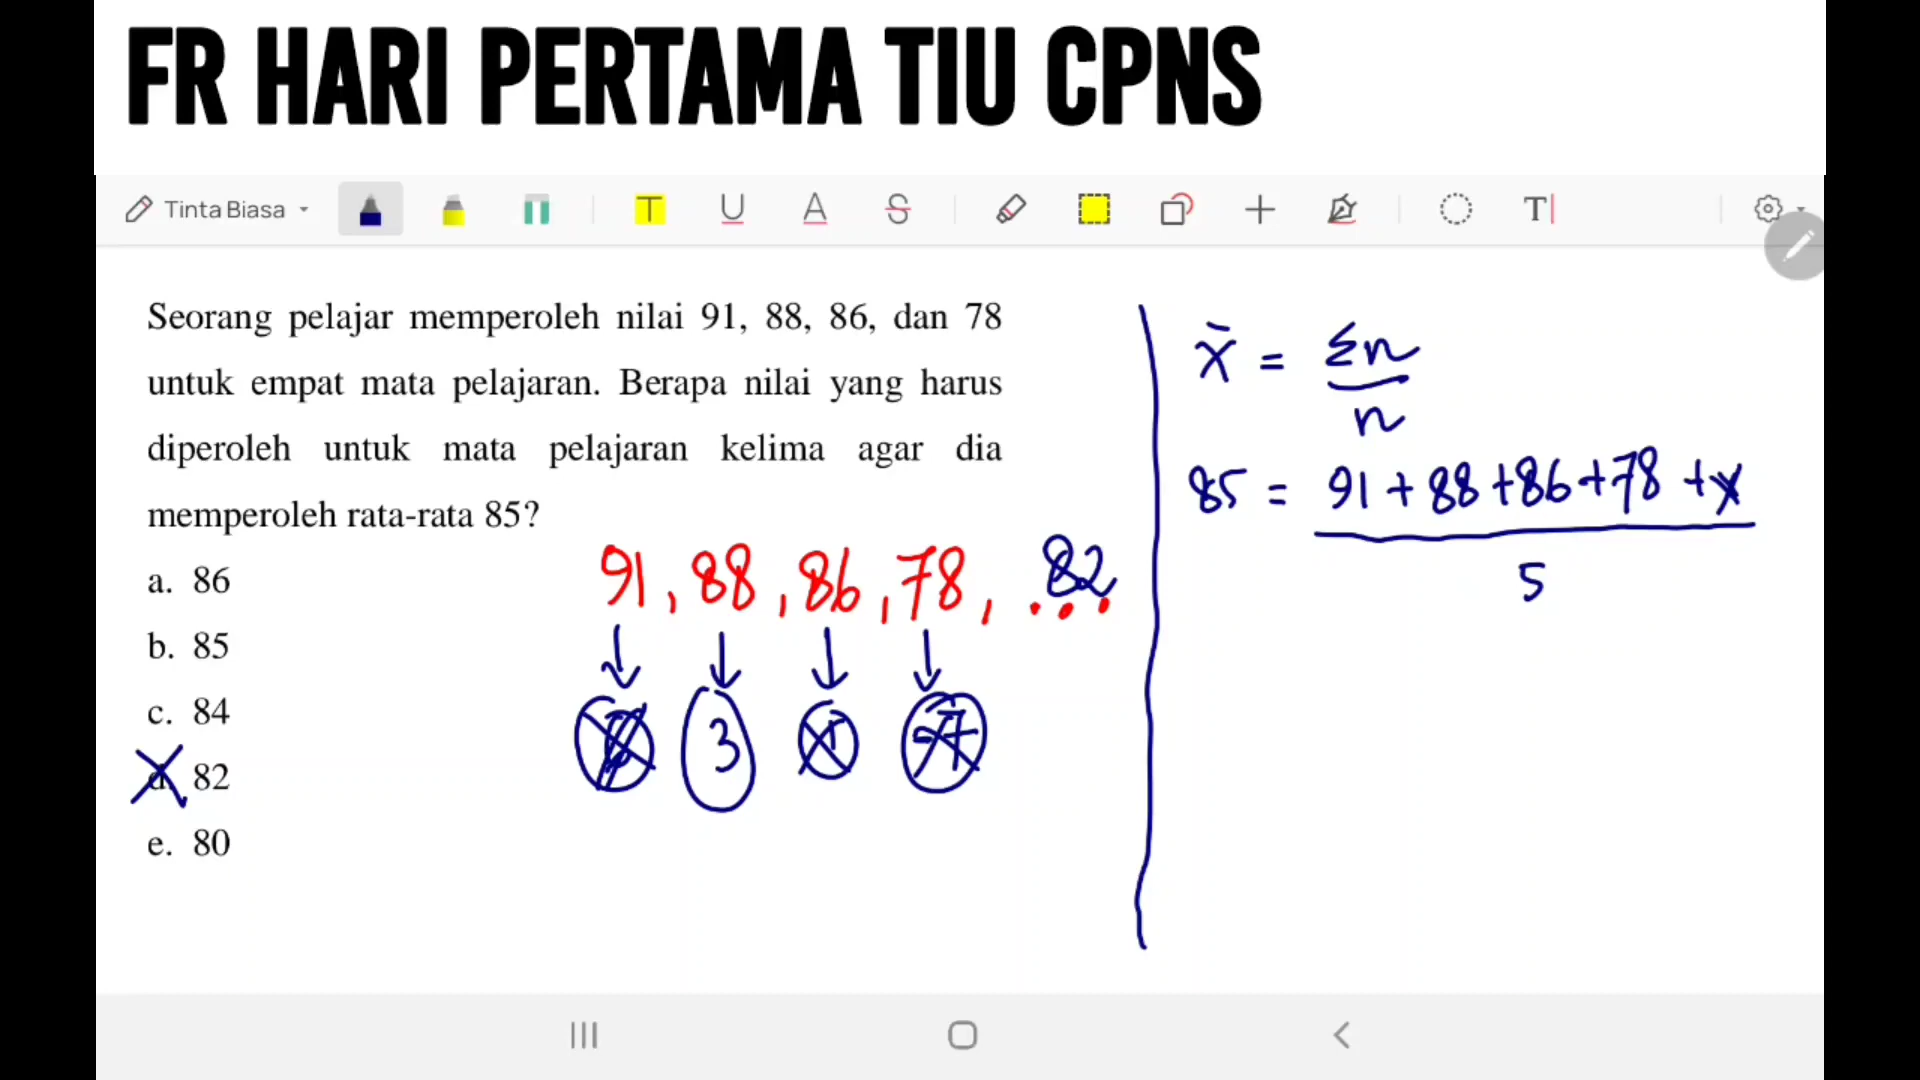 FR HARI PERTAMA TIU CPNS
Tinta Biasa
Seorang pelajar memperoleh nilai 91, 88, 86, dan 78
untuk empat mata pelajaran. Berapa nilai yang harus
diperoleh untuk mata pelajaran kelima agar dia
memperoleh rata-rata 85?
a. 86
b. 85
c. 84
d. 82
e. 80
91, 88, 86, 78, ... 82
3
x̄ = Σn
n
85 = 91 + 88 + 86 + 78 + x
5